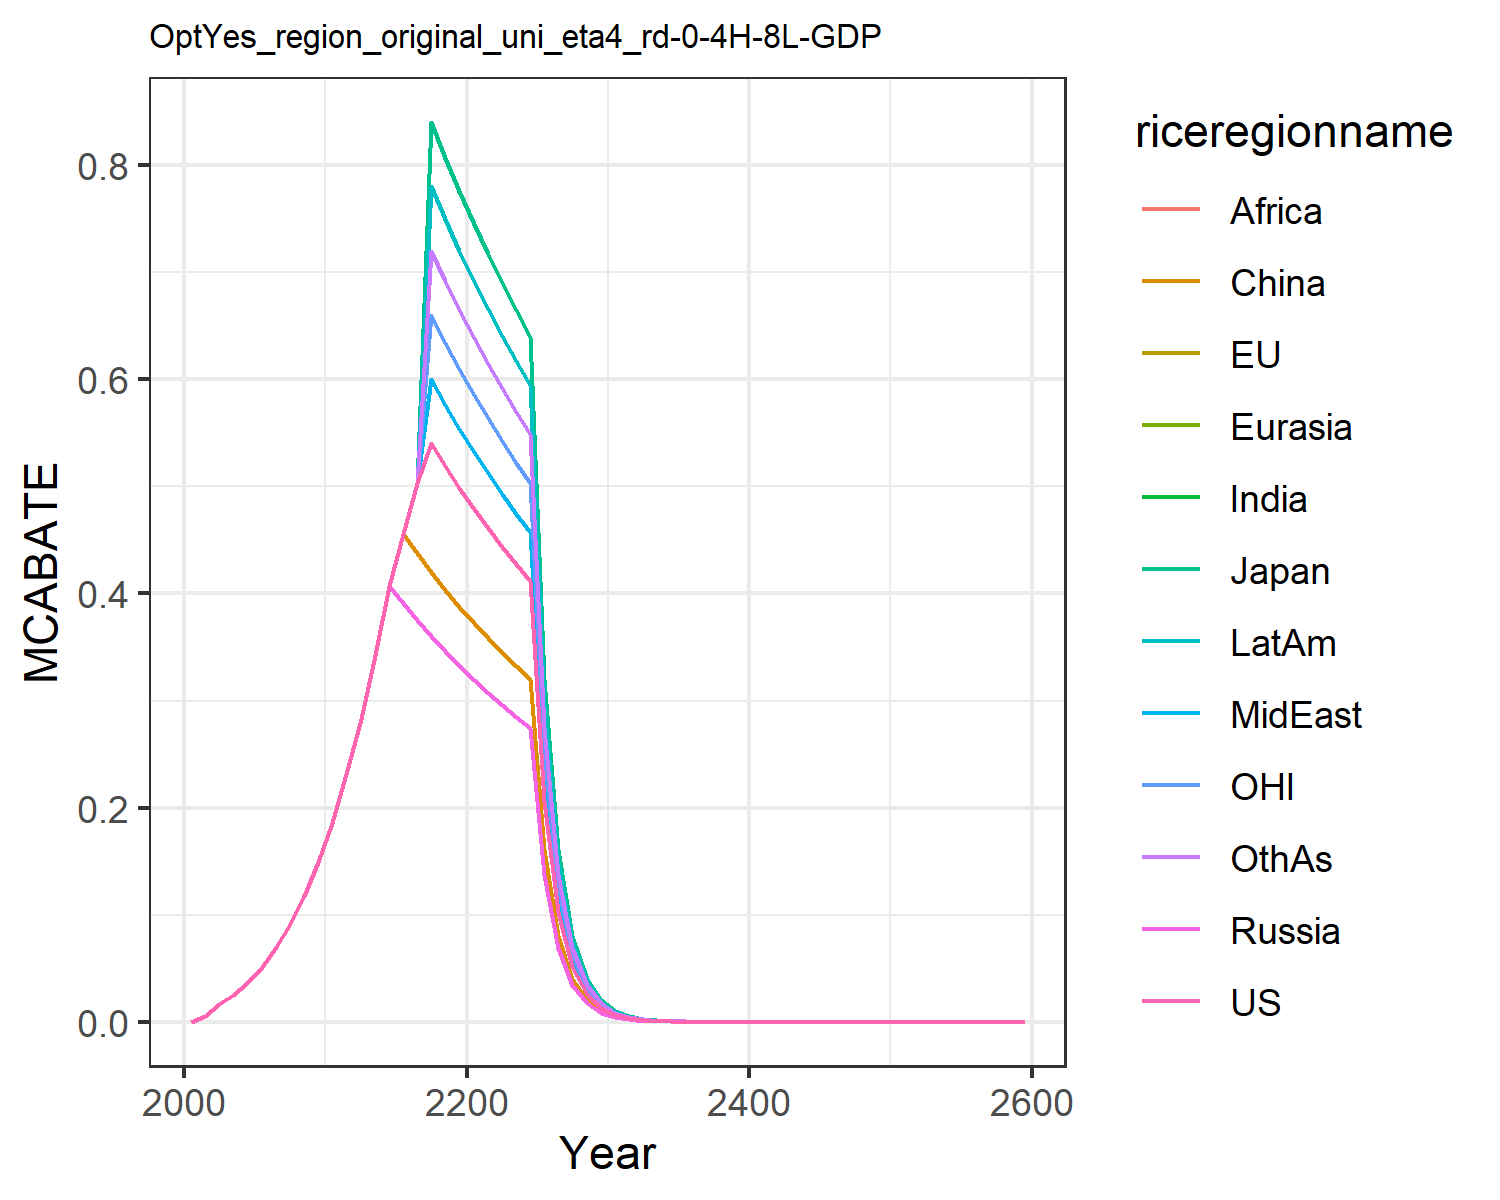 OptYes_region_original_uni_eta4_rd-0-4H-8L-GDP
0.8
0.6
0.4
0.2
0.0
MCABATE
2000
2200
2400
2600
Year
riceregionname
Africa
China
EU
Eurasia
India
Japan
LatAm
MidEast
OHI
OthAs
Russia
US